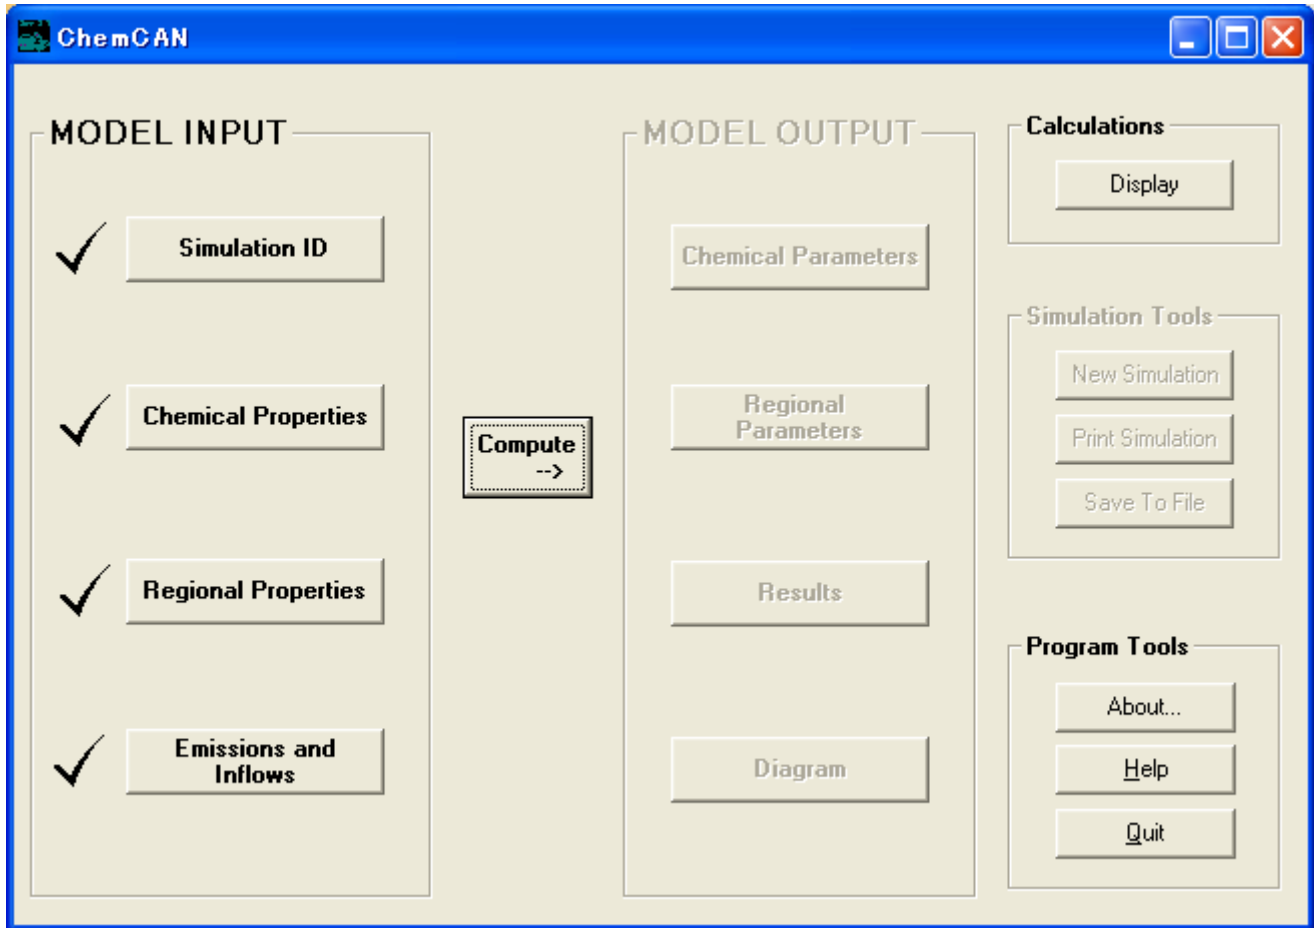 ChemCAN
MODEL INPUT
Simulation ID
Chemical Properties
Regional Properties
Emissions and
Inflows
Compute
-->
MODEL OUTPUT
Chemical Parameters
Regional
Parameters
Results
Diagram
Calculations
Display
Simulation Tools
New Simulation
Print Simulation
Save To File
Program Tools
About...
Help
Quit